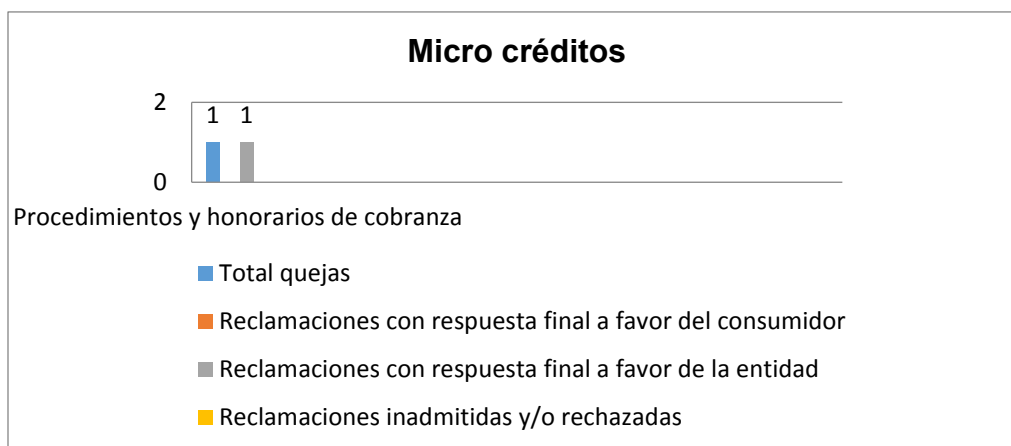 Micro créditos
2
1 1
0
Procedimientos y honorarios de cobranza
Total quejas
Reclamaciones con respuesta final a favor del consumidor
Reclamaciones con respuesta final a favor de la entidad
Reclamaciones inadmitidas y/o rechazadas